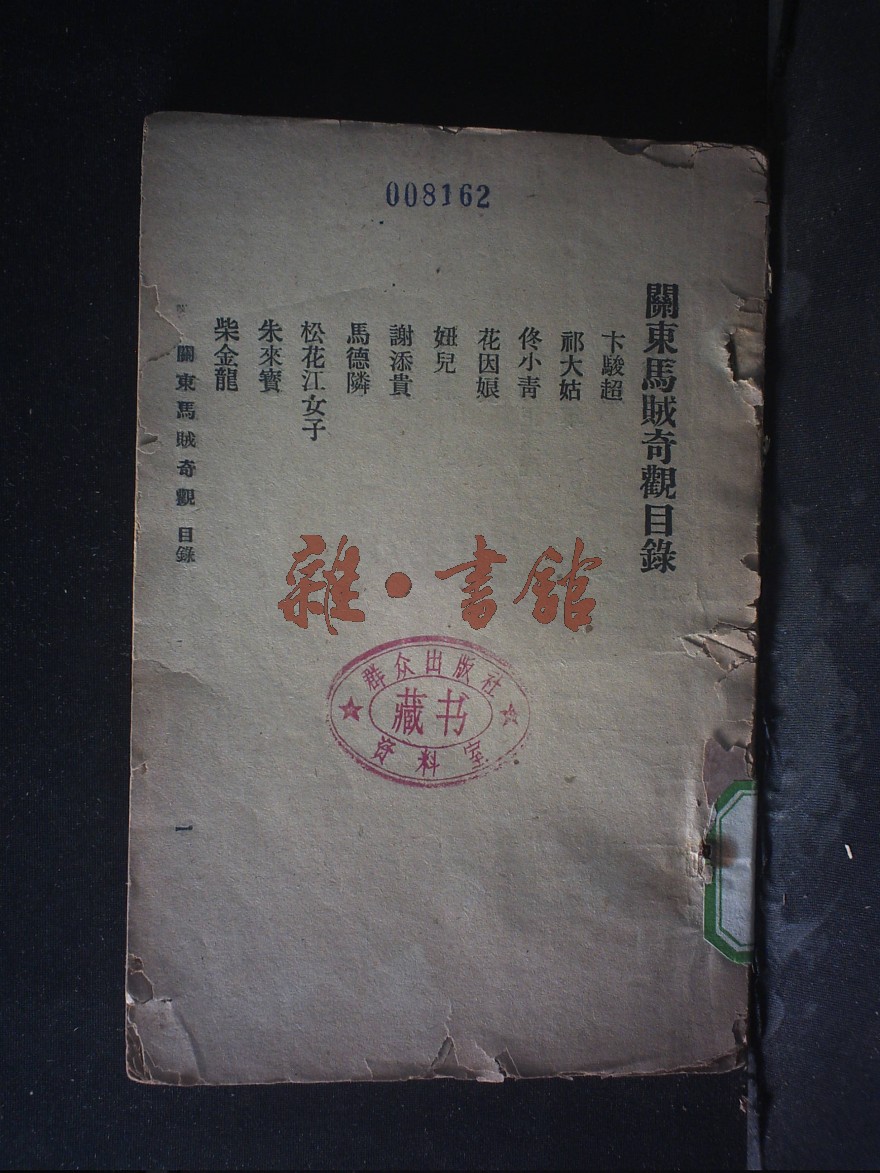 008162
關東馬賊奇觀目錄
卞駿超
祁大姑
佟小青
花因娘
妞兒
謝添貴
馬德隣
松花江女子
朱來寶
柴金龍
關東馬賊奇觀 目錄
一
雜·書館
群众出版社
藏书
资料室